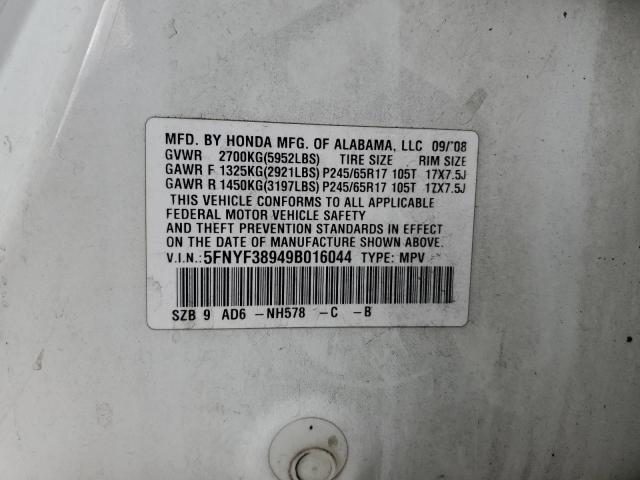 MFD. BY HONDA MFG. OF ALABAMA, LLC 09/'08
GVWR 2700KG(5952LBS) TIRE SIZE RIM SIZE
GAWR F 1325KG(2921LBS) P245/65R17 105T 17X7.5J
GAWR R 1450KG(3197LBS) P245/65R17 105T 17X7.5J
THIS VEHICLE CONFORMS TO ALL APPLICABLE
FEDERAL MOTOR VEHICLE SAFETY
AND THEFT PREVENTION STANDARDS IN EFFECT
ON THE DATE OF MANUFACTURE SHOWN ABOVE.
V.I.N.: 5FNYF38949B016044 TYPE: MPV
SZB 9 AD6 -NH578 -C -B